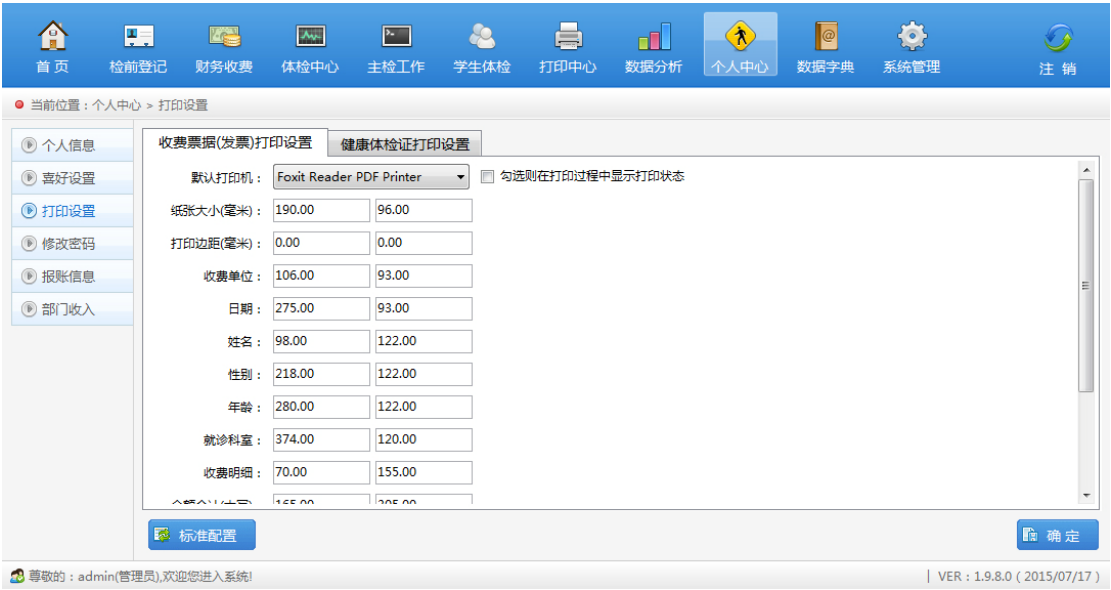 首 页 检前登记 财务收费 体检中心 主检工作 学生体检 打印中心 数据分析 个人中心 数据字典 系统管理 注 销
当前位置：个人中心 > 打印设置
个人信息
喜好设置
打印设置
修改密码
报账信息
部门收入
收费票据(发票)打印设置 健康体检证打印设置
默认打印机： Foxit Reader PDF Printer 勾选则在打印过程中显示打印状态
纸张大小(毫米)： 190.00 96.00
打印边距(毫米)： 0.00 0.00
收费单位： 106.00 93.00
日期： 275.00 93.00
姓名： 98.00 122.00
性别： 218.00 122.00
年龄： 280.00 122.00
就诊科室： 374.00 120.00
收费明细： 70.00 155.00
标准配置 确 定
尊敬的：admin(管理员),欢迎您进入系统! VER：1.9.8.0 ( 2015/07/17 )